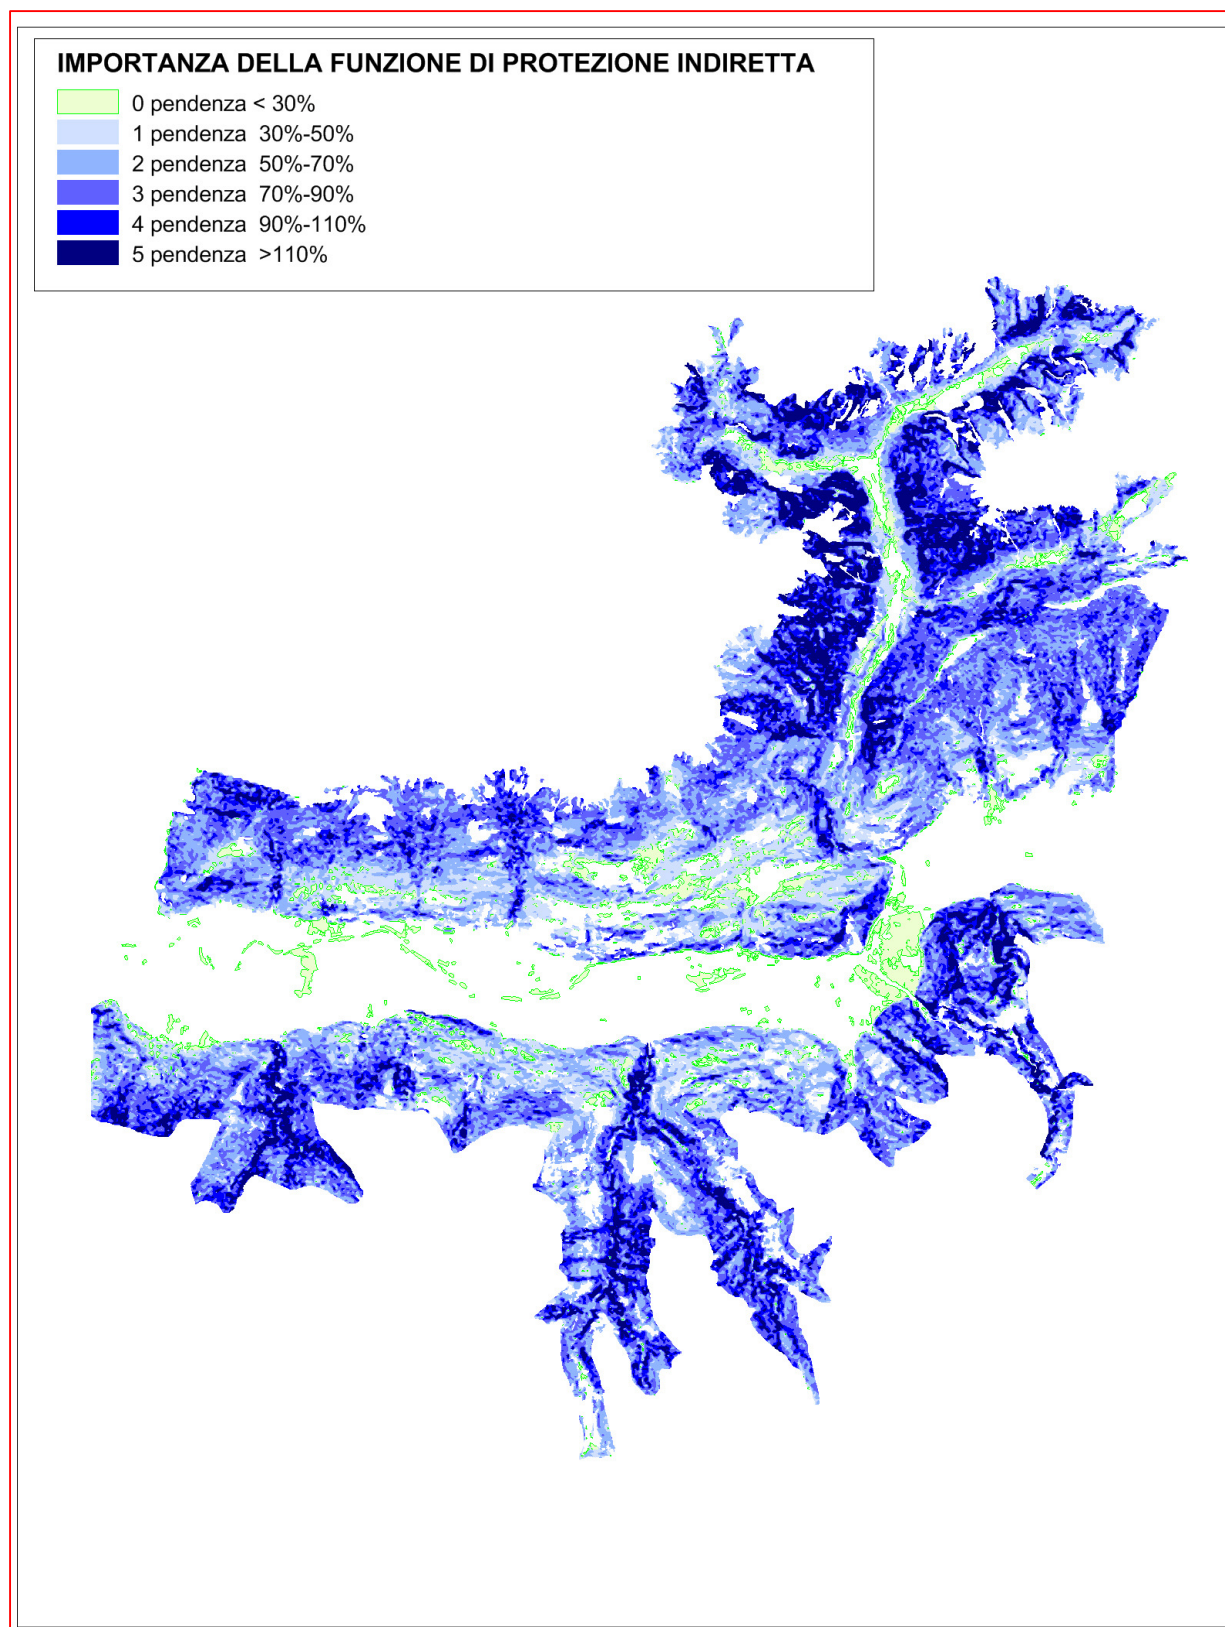 IMPORTANZA DELLA FUNZIONE DI PROTEZIONE INDIRETTA
0 pendenza < 30%
1 pendenza 30%-50%
2 pendenza 50%-70%
3 pendenza 70%-90%
4 pendenza 90%-110%
5 pendenza >110%